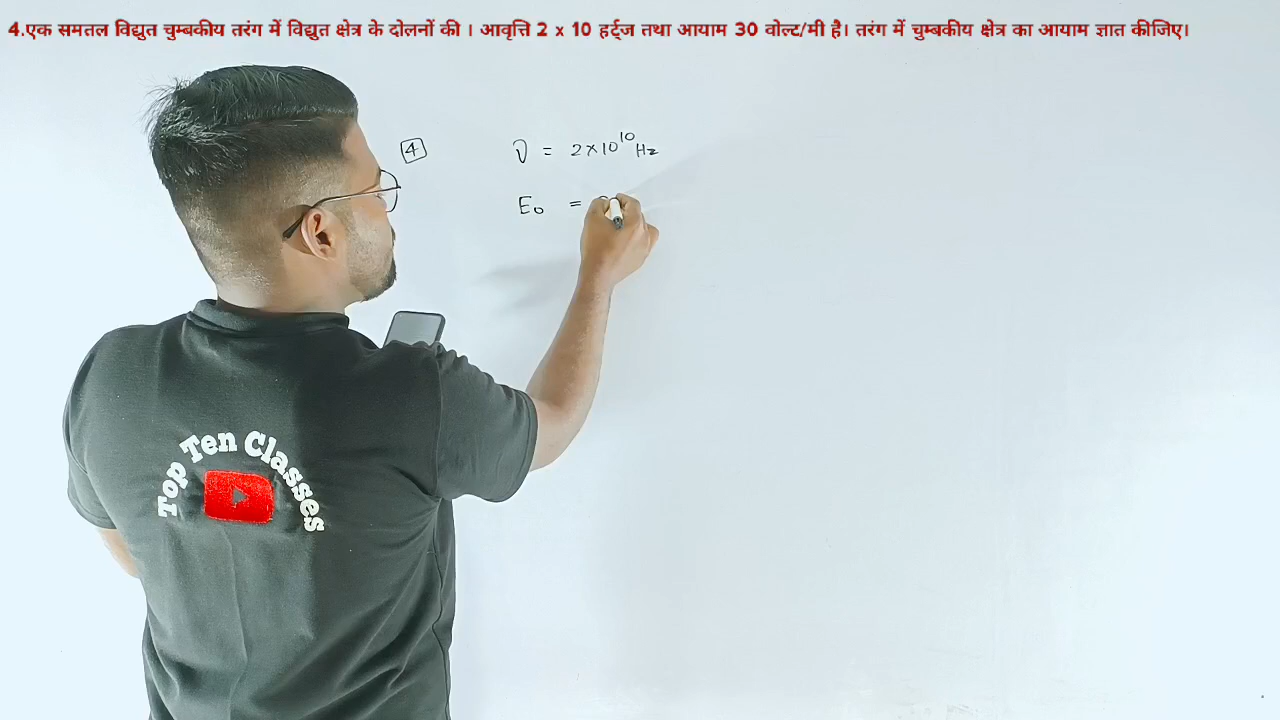 4.एक समतल विद्युत चुम्बकीय तरंग में विद्युत क्षेत्र के दोलनों की । आवृत्ति 2 x 10 हर्ट्ज तथा आयाम 30 वोल्ट/मी है। तरंग में चुम्बकीय क्षेत्र का आयाम ज्ञात कीजिए।
4 ν = 2×10¹⁰ Hz
E₀ =
Top Ten Classes